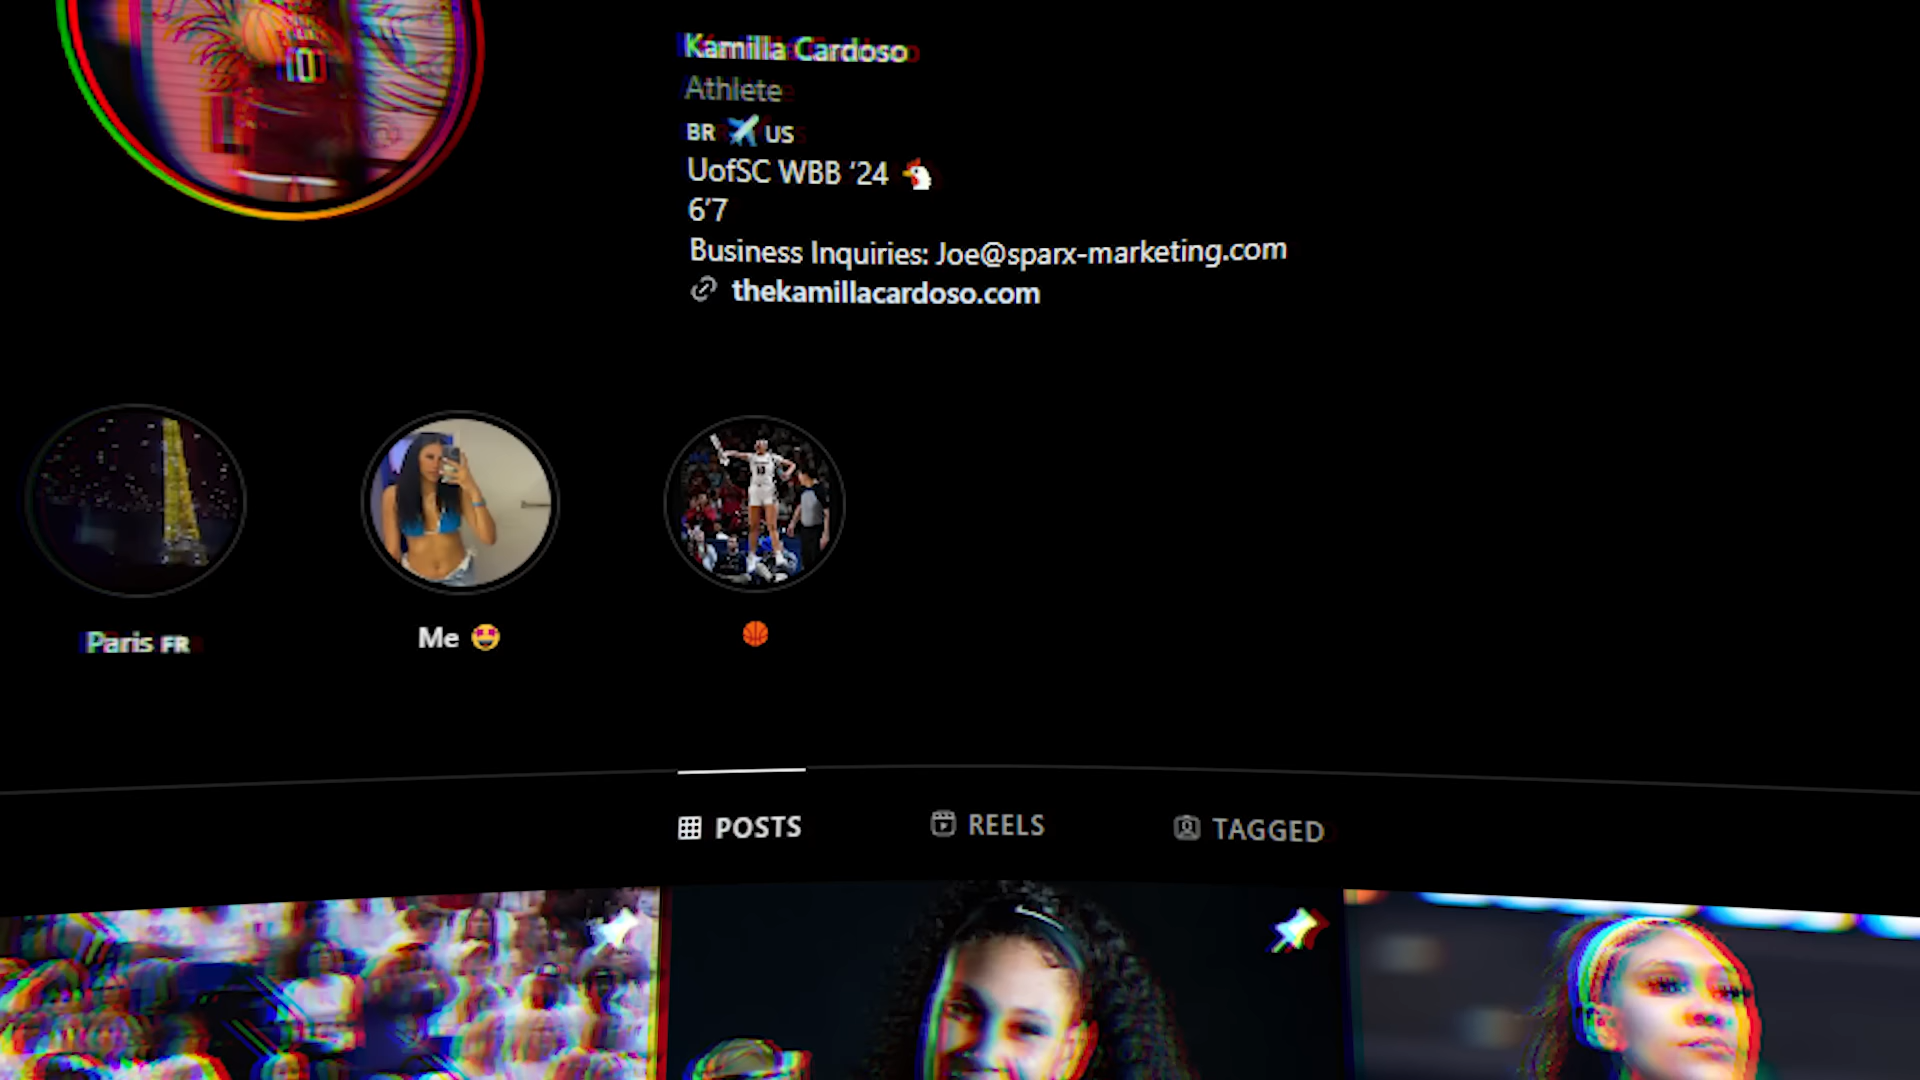 10
Kamilla Cardoso
Athlete
BR ✈️ US
UofSC WBB ‘24 🐔
6’7
Business Inquiries: Joe@sparx-marketing.com
thekamillacardoso.com
Paris FR
Me 🤩
🏀
POSTS
REELS
TAGGED